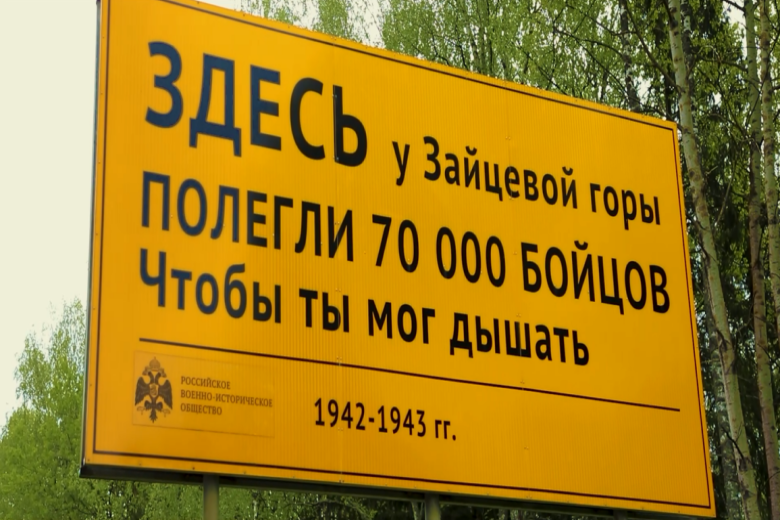 ЗДЕСЬ у Зайцевой горы
ПОЛЕГЛИ 70 000 БОЙЦОВ
Чтобы ты мог дышать
РОССИЙСКОЕ
ВОЕННО-ИСТОРИЧЕСКОЕ
ОБЩЕСТВО
1942-1943 гг.